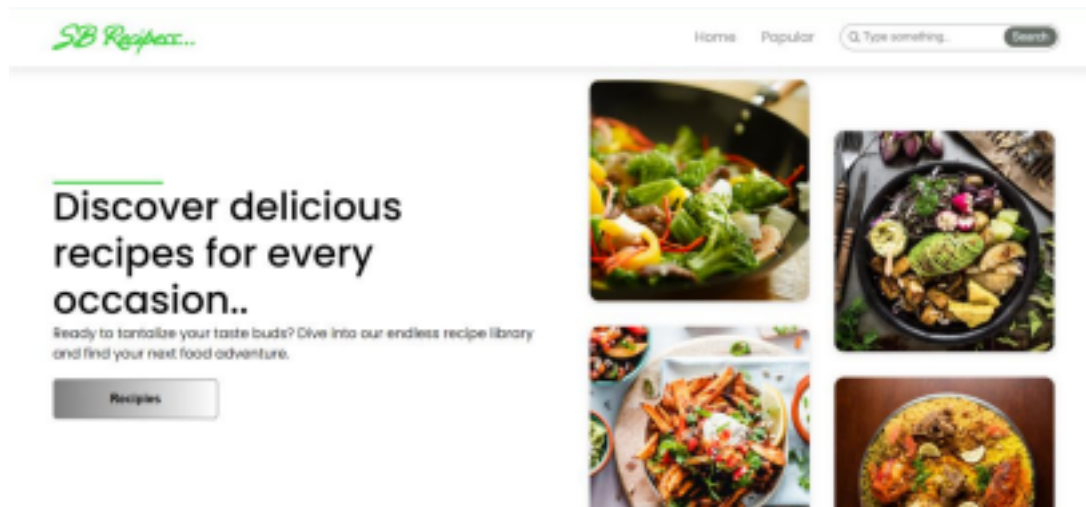 SB Recipess...
Home
Popular
Type something..
Search
Discover delicious
recipes for every
occasion..
Ready to tantalize your taste buds? Dive into our endless recipe library
and find your next food adventure.
Recipies